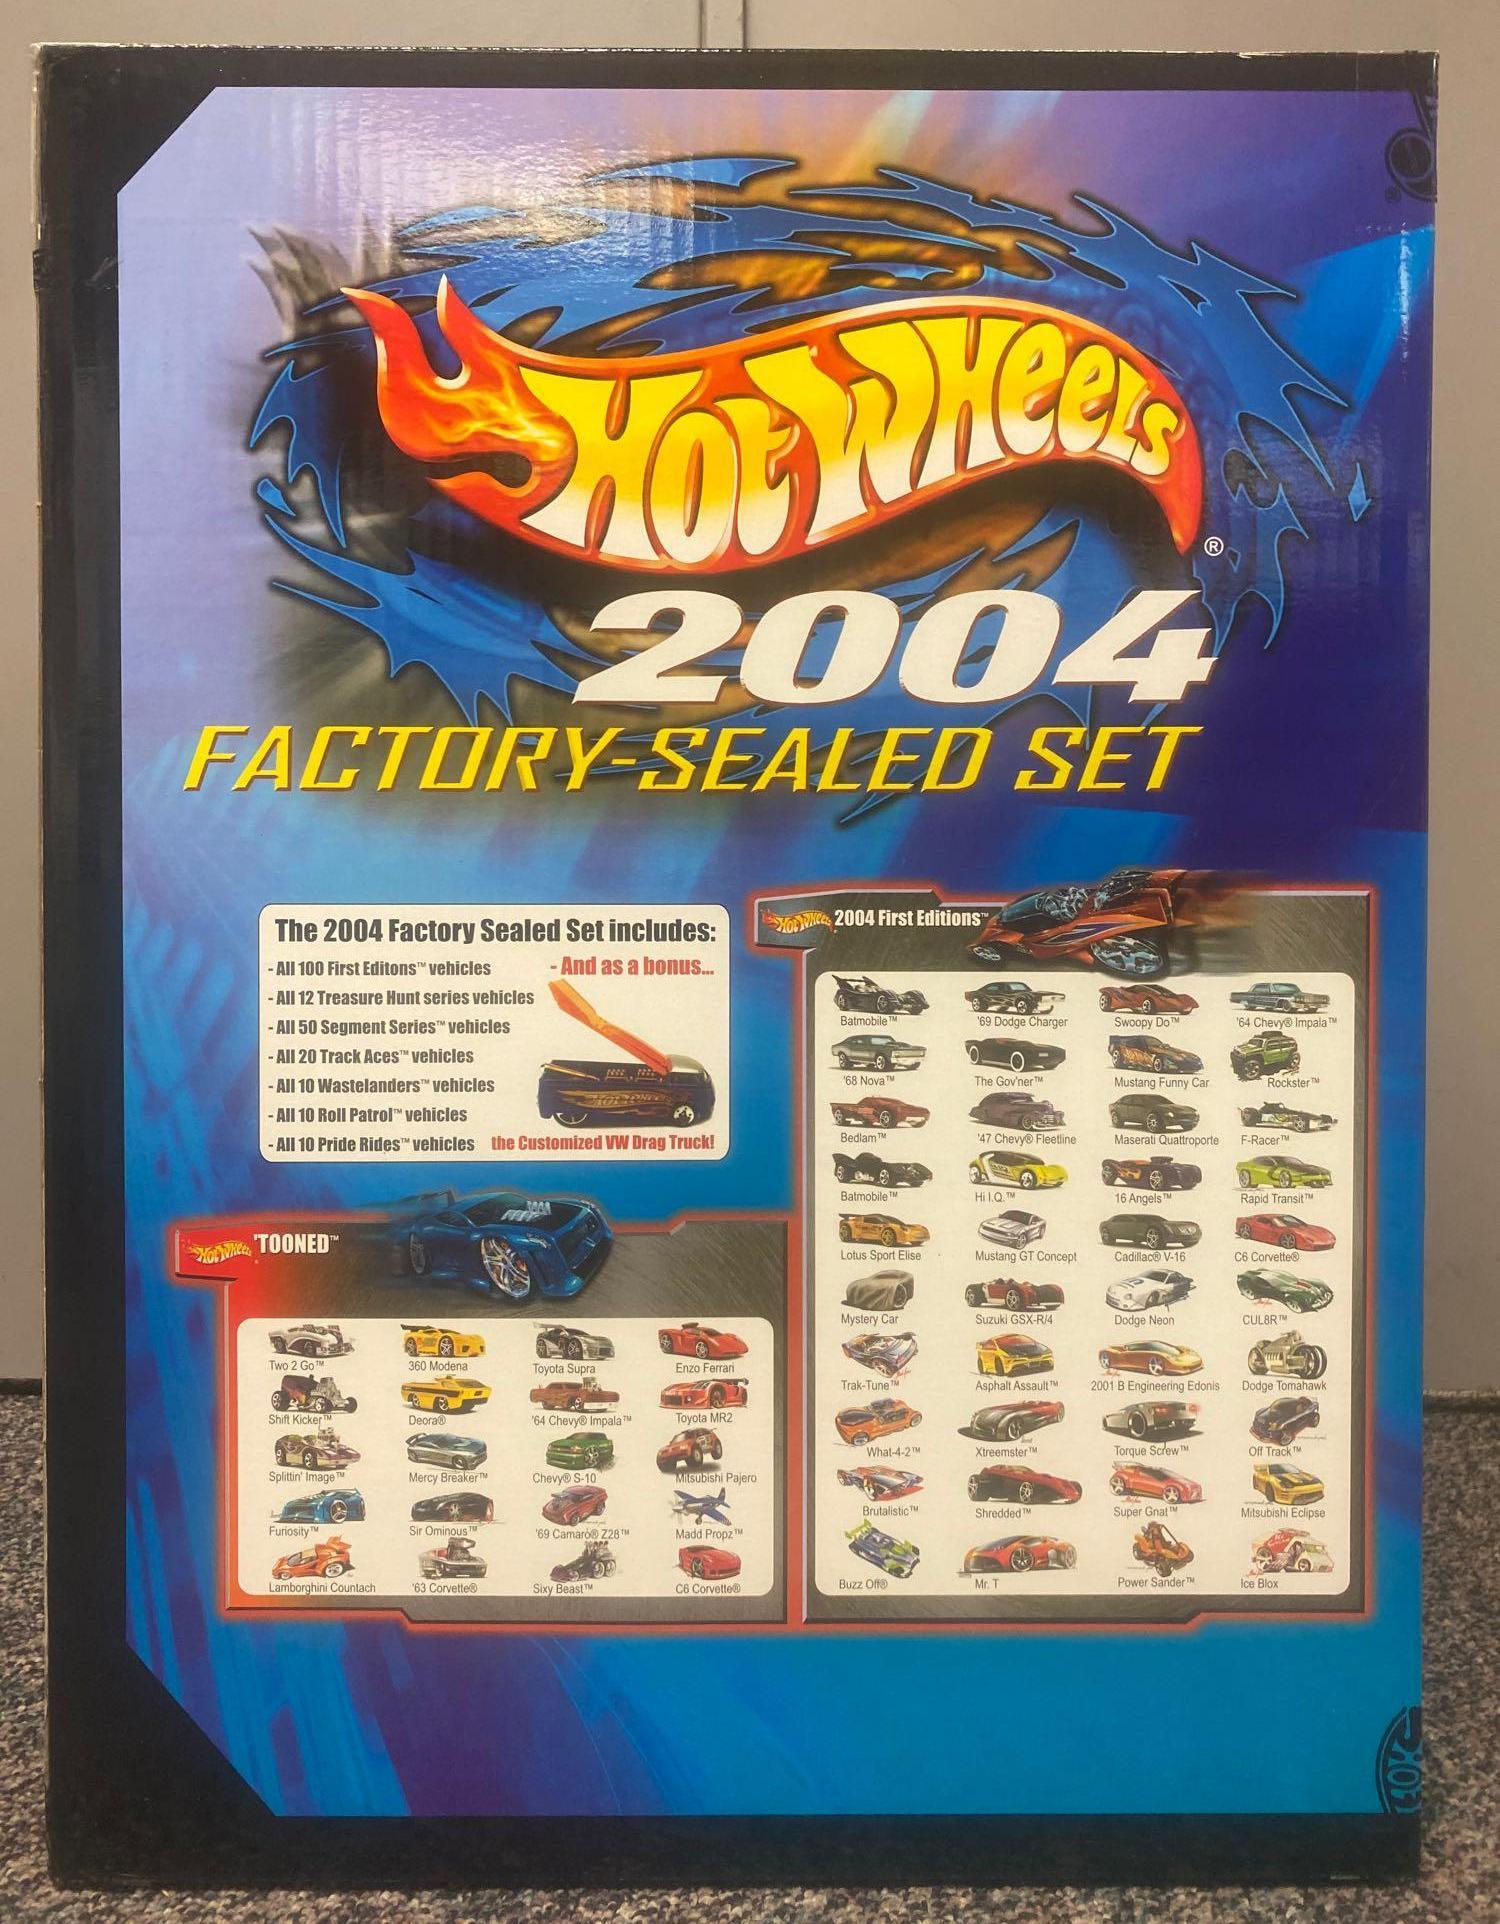 HOT WHEELS ®
2004
FACTORY-SEALED SET
The 2004 Factory Sealed Set includes:
- All 100 First Editons™ vehicles
- All 12 Treasure Hunt series vehicles
- All 50 Segment Series™ vehicles
- All 20 Track Aces™ vehicles
- All 10 Wastelanders™ vehicles
- All 10 Roll Patrol™ vehicles
- All 10 Pride Rides™ vehicles
- And as a bonus...
the Customized VW Drag Truck!
HOT WHEELS 'TOONED™
Two 2 Go™ 360 Modena Toyota Supra Enzo Ferrari
Shift Kicker™ Deora® '64 Chevy® Impala™ Toyota MR2
Splittin' Image™ Mercy Breaker™ Chevy® S-10 Mitsubishi Pajero
Furiosity™ Sir Ominous™ '69 Camaro® Z28™ Madd Propz™
Lamborghini Countach '63 Corvette® Sixy Beast™ C6 Corvette®
HOT WHEELS 2004 First Editions™
Batmobile™ '69 Dodge Charger Swoopy Do™ '64 Chevy® Impala™
'68 Nova™ The Gov'ner™ Mustang Funny Car Rockster™
Bedlam™ '47 Chevy® Fleetline Maserati Quattroporte F-Racer™
Batmobile™ Hi I.Q.™ 16 Angels™ Rapid Transit™
Lotus Sport Elise Mustang GT Concept Cadillac® V-16 C6 Corvette®
Mystery Car Suzuki GSX-R/4 Dodge Neon CUL8R™
Trak-Tune™ Asphalt Assault™ 2001 B Engineering Edonis Dodge Tomahawk
What-4-2™ Xtreemster™ Torque Screw™ Off Track™
Brutalistic™ Shredded™ Super Gnat™ Mitsubishi Eclipse
Buzz Off® Mr. T Power Sander™ Ice Blox